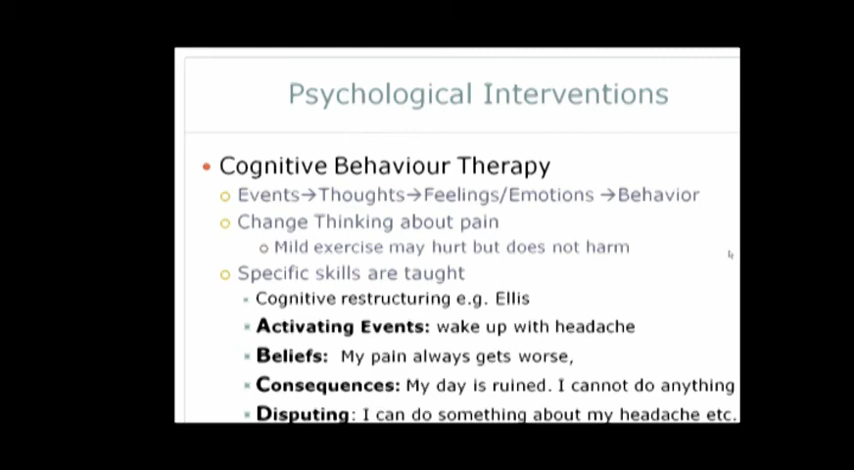 Psychological Interventions
• Cognitive Behaviour Therapy
o Events→Thoughts→Feelings/Emotions →Behavior
o Change Thinking about pain
o Mild exercise may hurt but does not harm
o Specific skills are taught
▪ Cognitive restructuring e.g. Ellis
▪ Activating Events: wake up with headache
▪ Beliefs: My pain always gets worse,
▪ Consequences: My day is ruined. I cannot do anything
▪ Disputing: I can do something about my headache etc.